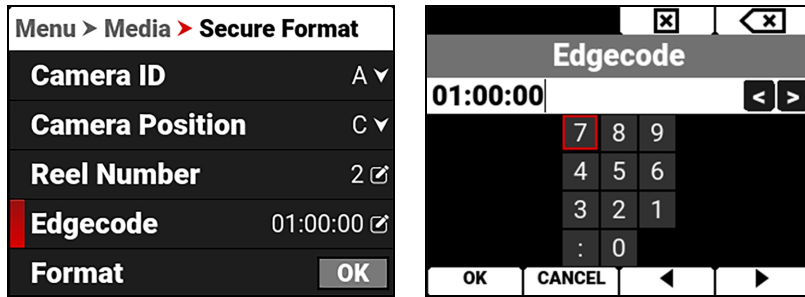 Menu > Media > Secure Format
Camera ID A
Camera Position C
Reel Number 2
Edgecode 01:00:00
Format OK
Edgecode
01:00:00 < >
7 8 9
4 5 6
3 2 1
: 0
OK CANCEL